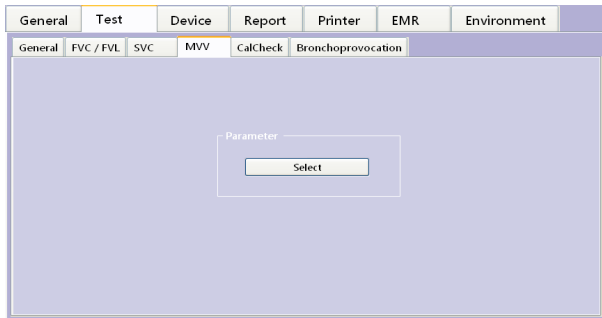 General Test Device Report Printer EMR Environment
General FVC / FVL SVC MVV CalCheck Bronchoprovocation
Parameter
Select